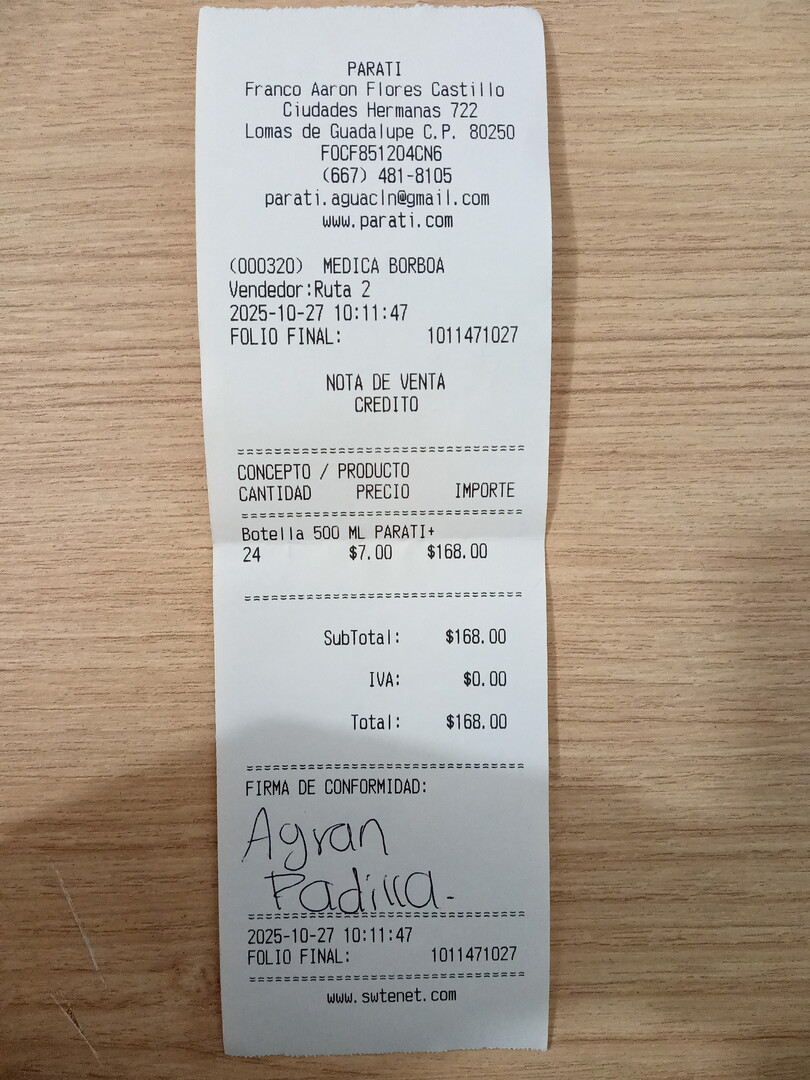 PARATI
Franco Aaron Flores Castillo
Ciudades Hermanas 722
Lomas de Guadalupe C.P. 80250
FOCF851204CN6
(667) 481-8105
parati.aguacln@gmail.com
www.parati.com
(000320) MEDICA BORBOA
Vendedor:Ruta 2
2025-10-27 10:11:47
FOLIO FINAL: 1011471027
NOTA DE VENTA
CREDITO
================================
CONCEPTO / PRODUCTO
CANTIDAD PRECIO IMPORTE
================================
Botella 500 ML PARATI+
24 $7.00 $168.00
================================
SubTotal: $168.00
IVA: $0.00
Total: $168.00
================================
FIRMA DE CONFORMIDAD:
Agran
Padilla-
================================
2025-10-27 10:11:47
FOLIO FINAL: 1011471027
================================
www.swtenet.com